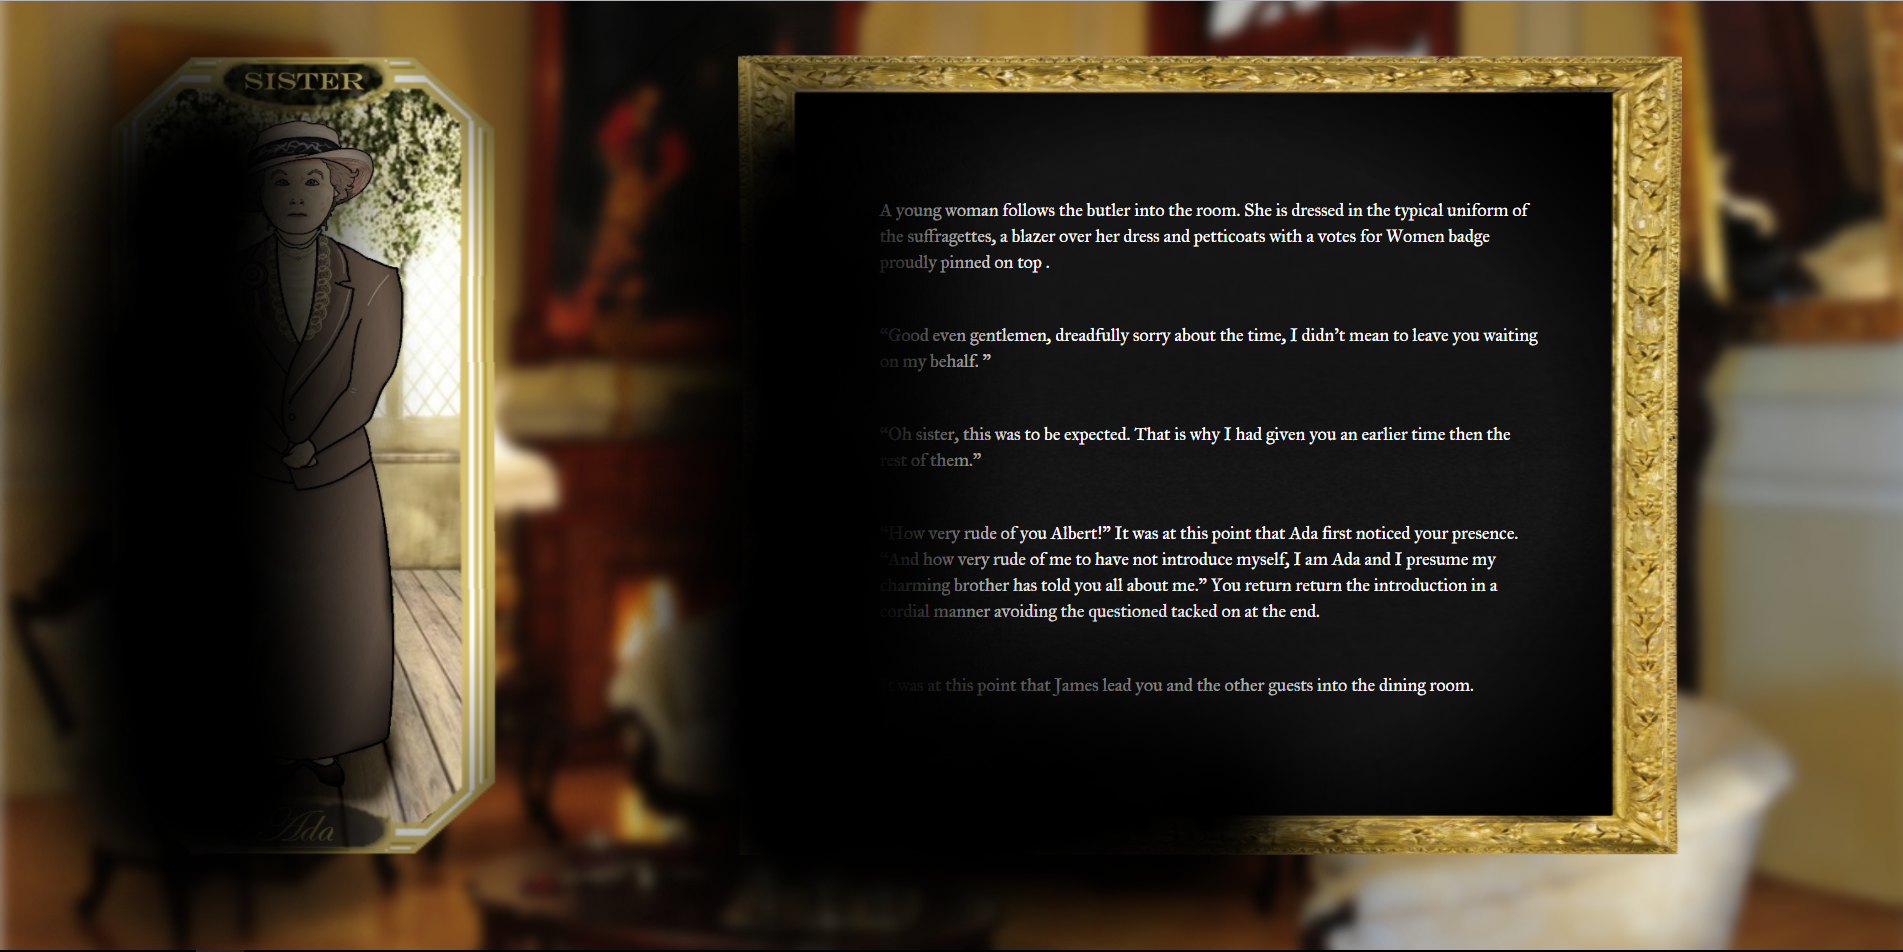 SISTER
A young woman follows the butler into the room. She is dressed in the typical uniform of
the suffragettes, a blazer over her dress and petticoats with a votes for Women badge
proudly pinned on top .
“Good even gentlemen, dreadfully sorry about the time, I didn’t mean to leave you waiting
on my behalf. ”
“Oh sister, this was to be expected. That is why I had given you an earlier time then the
rest of them.”
“How very rude of you Albert!” It was at this point that Ada first noticed your presence.
“And how very rude of me to have not introduce myself, I am Ada and I presume my
charming brother has told you all about me.” You return return the introduction in a
cordial manner avoiding the questioned tacked on at the end.
It was at this point that James lead you and the other guests into the dining room.
Ada